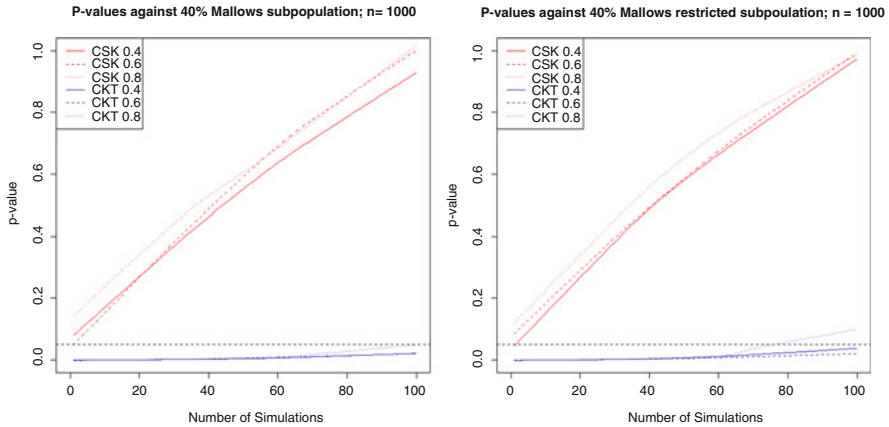 P-values against 40% Mallows subpopulation; n= 1000
CSK 0.4
CSK 0.6
CSK 0.8
CKT 0.4
CKT 0.6
CKT 0.8
p-value
1.0
0.8
0.6
0.4
0.2
0.0
0 20 40 60 80 100
Number of Simulations
P-values against 40% Mallows restricted subpoulation; n = 1000
CSK 0.4
CSK 0.6
CSK 0.8
CKT 0.4
CKT 0.6
CKT 0.8
p-value
1.0
0.8
0.6
0.4
0.2
0.0
0 20 40 60 80 100
Number of Simulations